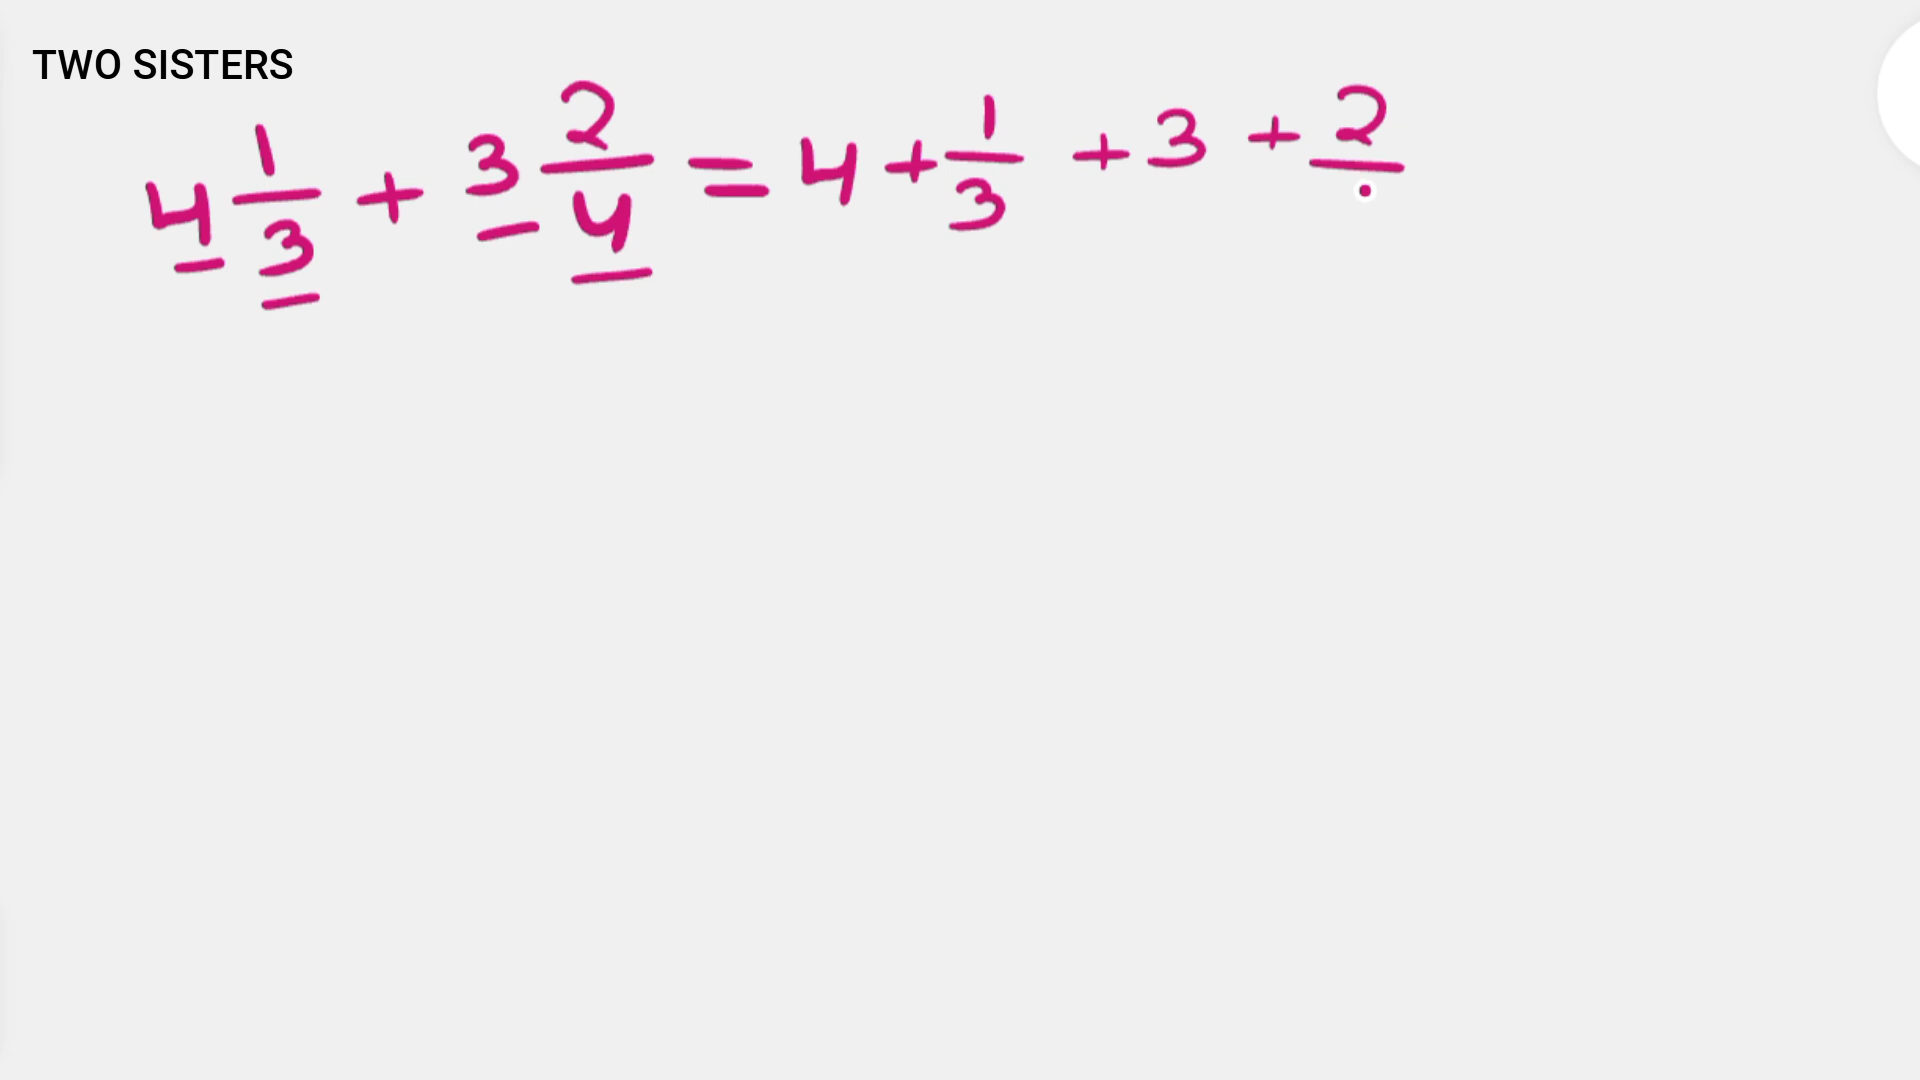 TWO SISTERS
4 1/3 + 3 2/4 = 4 + 1/3 + 3 + 2/